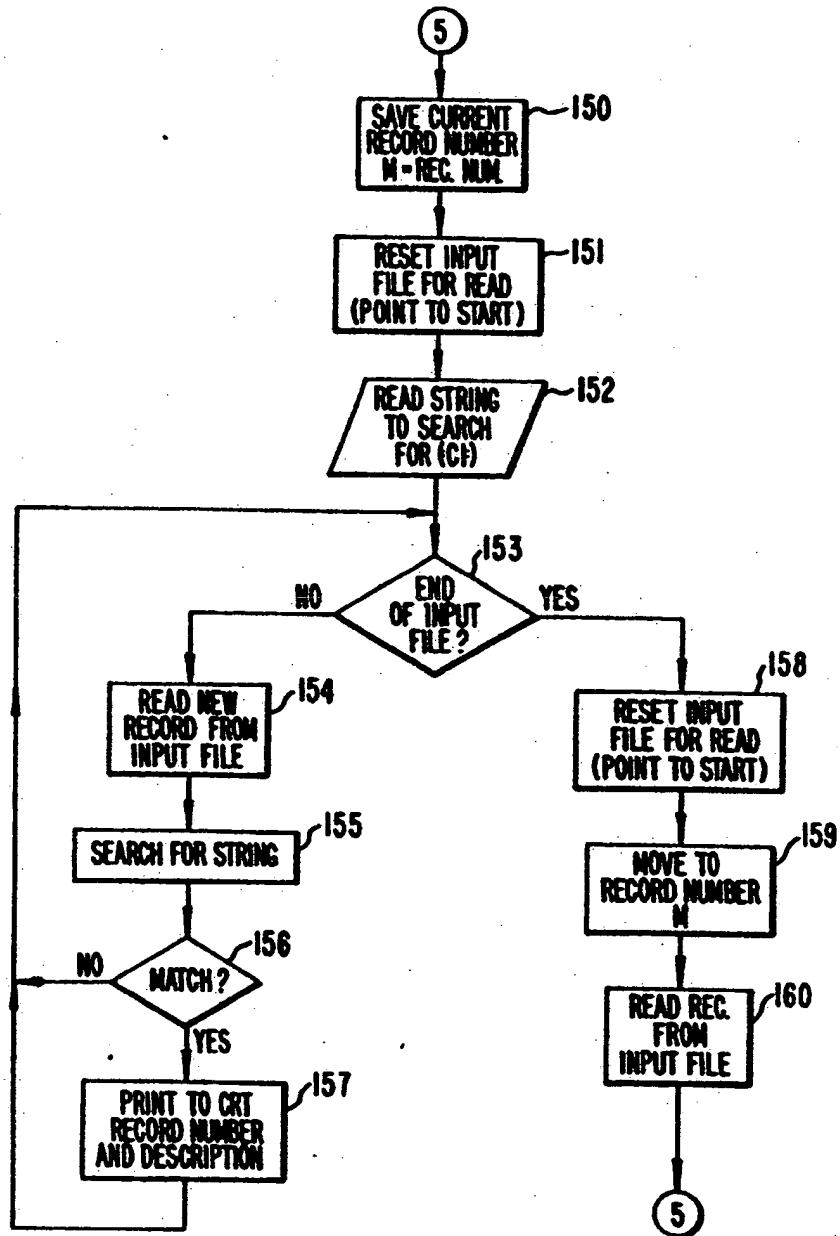 5
SAVE CURRENT
RECORD NUMBER
M = REC. NUM.
150
RESET INPUT
FILE FOR READ
(POINT TO START)
151
READ STRING
TO SEARCH
FOR (C1:)
152
END
OF INPUT
FILE?
153
NO
YES
READ NEW
RECORD FROM
INPUT FILE
154
SEARCH FOR STRING
155
MATCH?
156
NO
YES
PRINT TO CRT
RECORD NUMBER
AND DESCRIPTION
157
RESET INPUT
FILE FOR READ
(POINT TO START)
158
MOVE TO
RECORD NUMBER
M
159
READ REC.
FROM
INPUT FILE
160
5